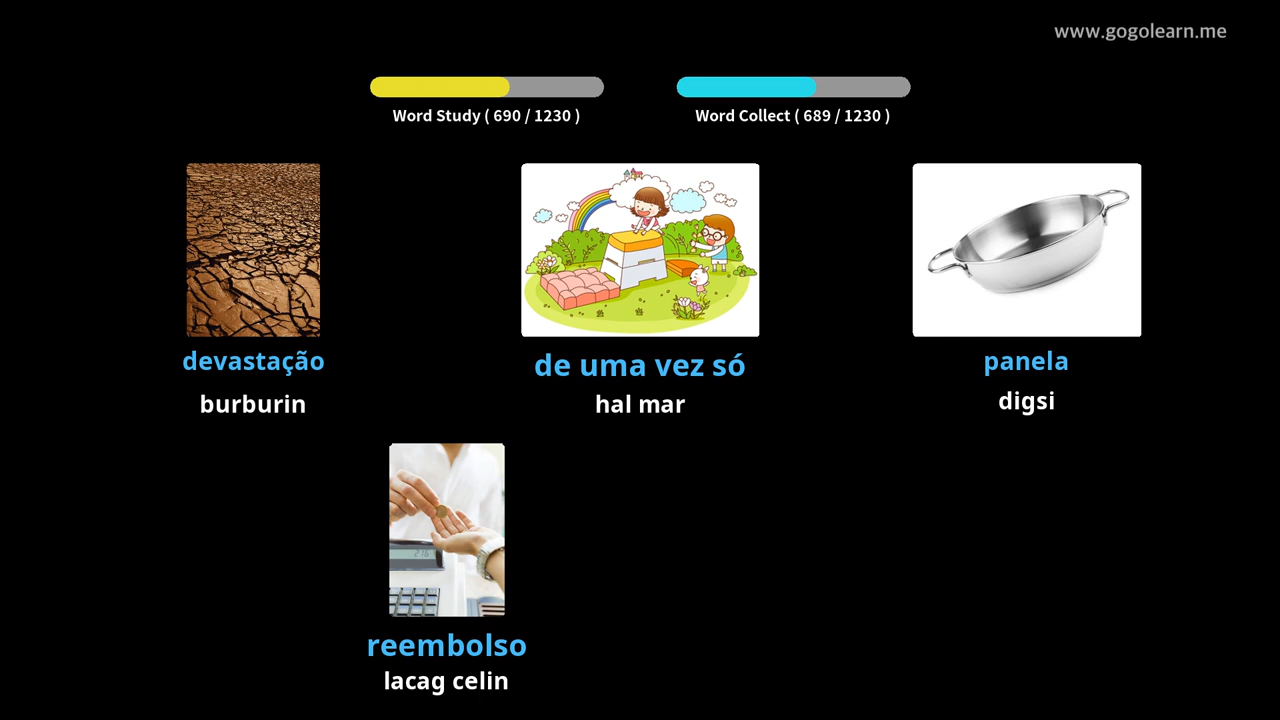 www.gogolearn.me
Word Study ( 690 / 1230 )
Word Collect ( 689 / 1230 )
devastação
de uma vez só
panela
burburin
hal mar
digsi
reembolso
lacag celin